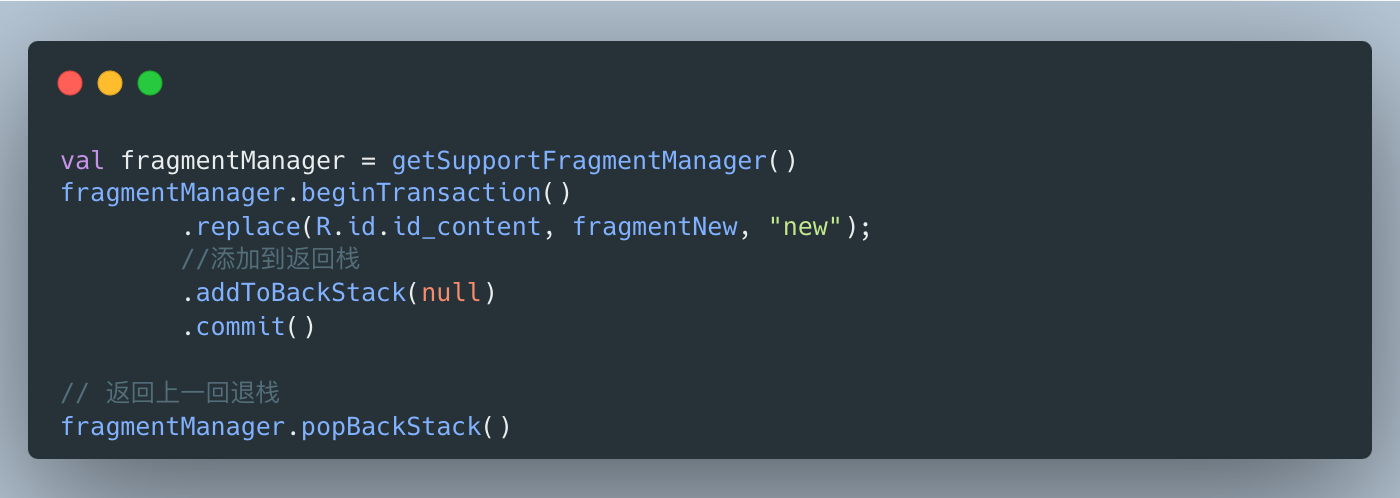 val fragmentManager = getSupportFragmentManager()
fragmentManager.beginTransaction()
        .replace(R.id.id_content, fragmentNew, "new");
        //添加到返回栈
        .addToBackStack(null)
        .commit()

// 返回上一回退栈
fragmentManager.popBackStack()